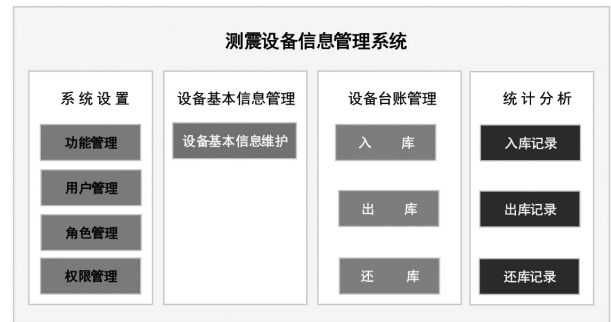 测震设备信息管理系统
系统设置
功能管理
用户管理
角色管理
权限管理
设备基本信息管理
设备基本信息维护
设备台账管理
入 库
出 库
还 库
统计分析
入库记录
出库记录
还库记录